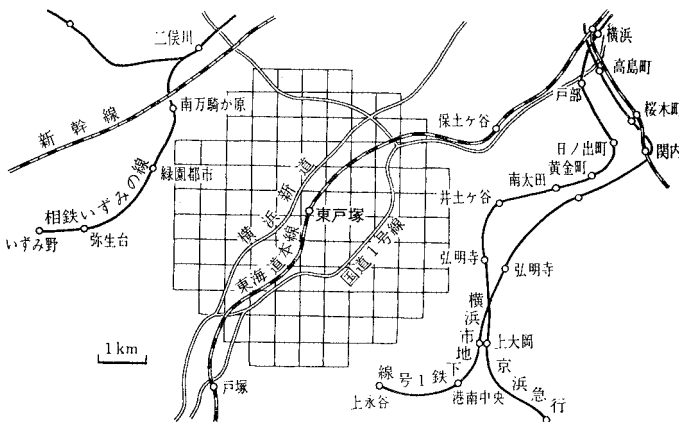 二俣川
新幹線
南万騎か原
緑園都市
相鉄いずみの線
いずみ野
弥生台
横浜新道
東戸塚
東海道本線
国道1号線
保土ヶ谷
横浜
高島町
戸部
桜木町
日ノ出町
関内
黄金町
南太田
井土ケ谷
弘明寺
弘明寺
横浜市地下鉄1号線
上大岡
京浜急行
港南中央
上永谷
戸塚
1km